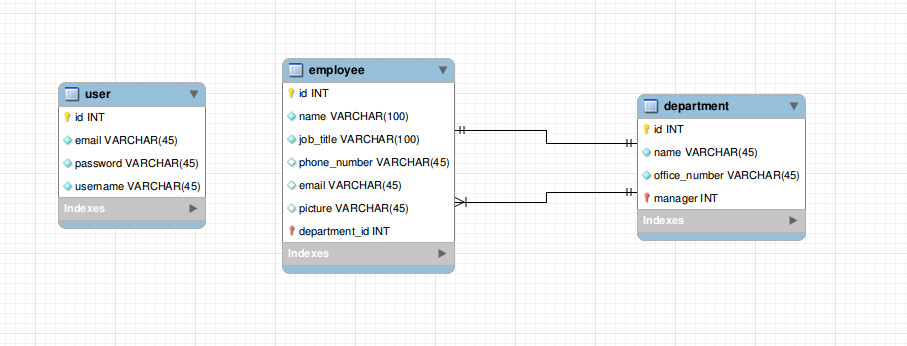 user
id INT
email VARCHAR(45)
password VARCHAR(45)
username VARCHAR(45)
Indexes
employee
id INT
name VARCHAR(100)
job_title VARCHAR(100)
phone_number VARCHAR(45)
email VARCHAR(45)
picture VARCHAR(45)
department_id INT
Indexes
department
id INT
name VARCHAR(45)
office_number VARCHAR(45)
manager INT
Indexes